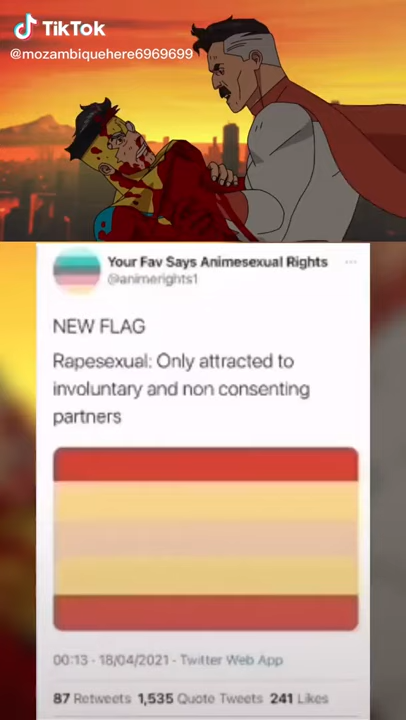 TikTok
@mozambiquehere6969699
Your Fav Says Animesexual Rights
@animerights1
NEW FLAG
Rapesexual: Only attracted to
involuntary and non consenting
partners
00:13 · 18/04/2021 · Twitter Web App
87 Retweets 1,535 Quote Tweets 241 Likes